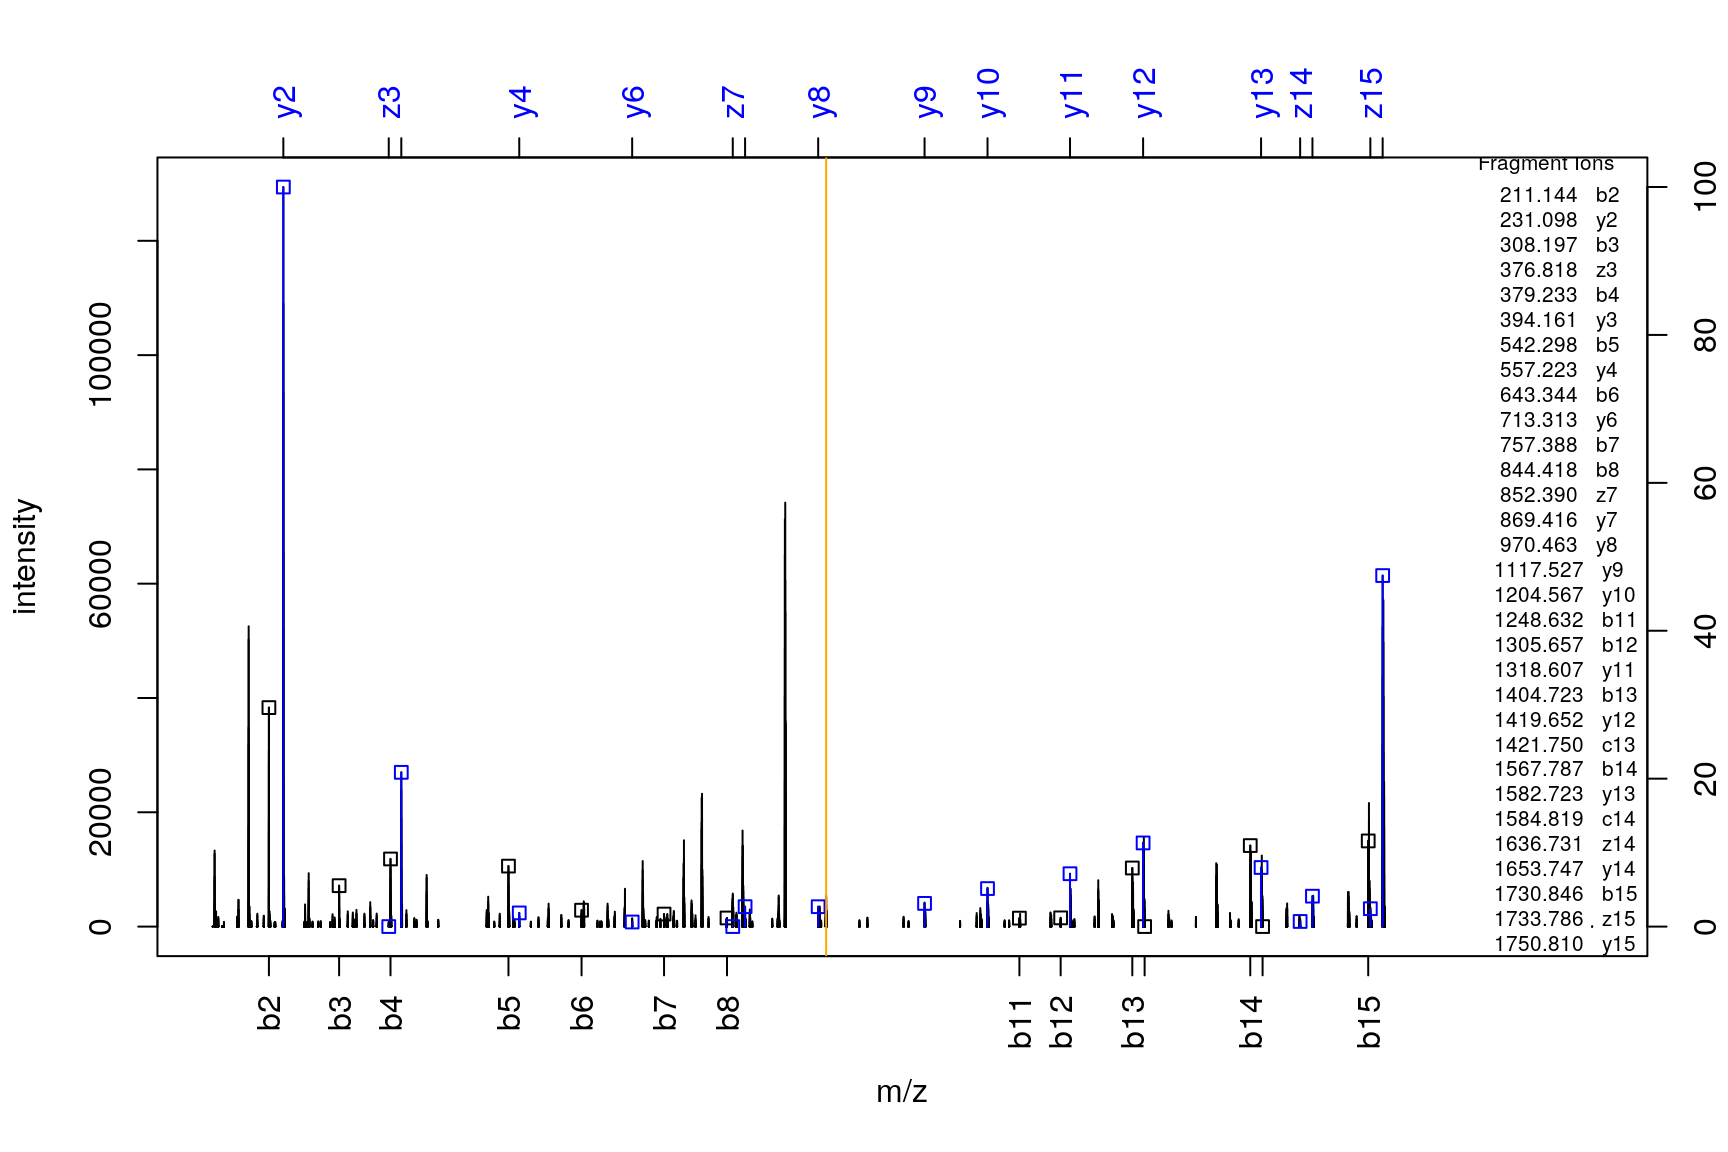 y2 z3 y4 y6 z7 y8 y9 y10 y11 y12 y13 z14 z15
Fragment Ions
211.144 b2
231.098 y2
308.197 b3
376.818 z3
379.233 b4
394.161 y3
542.298 b5
557.223 y4
643.344 b6
713.313 y6
757.388 b7
844.418 b8
852.390 z7
869.416 y7
970.463 y8
1117.527 y9
1204.567 y10
1248.632 b11
1305.657 b12
1318.607 y11
1404.723 b13
1419.652 y12
1421.750 c13
1567.787 b14
1582.723 y13
1584.819 c14
1636.731 z14
1653.747 y14
1730.846 b15
1733.786 . z15
1750.810 y15
100
80
60
40
20
0
intensity
100000
60000
20000
0
b2 b3 b4 b5 b6 b7 b8 b11 b12 b13 b14 b15
m/z